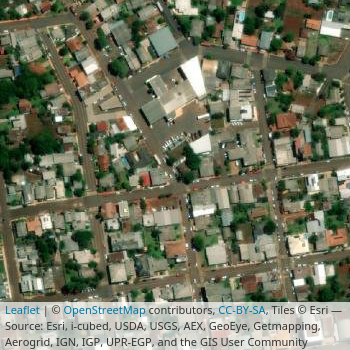 Leaflet | © OpenStreetMap contributors, CC-BY-SA, Tiles © Esri —
Source: Esri, i-cubed, USDA, USGS, AEX, GeoEye, Getmapping,
Aerogrid, IGN, IGP, UPR-EGP, and the GIS User Community